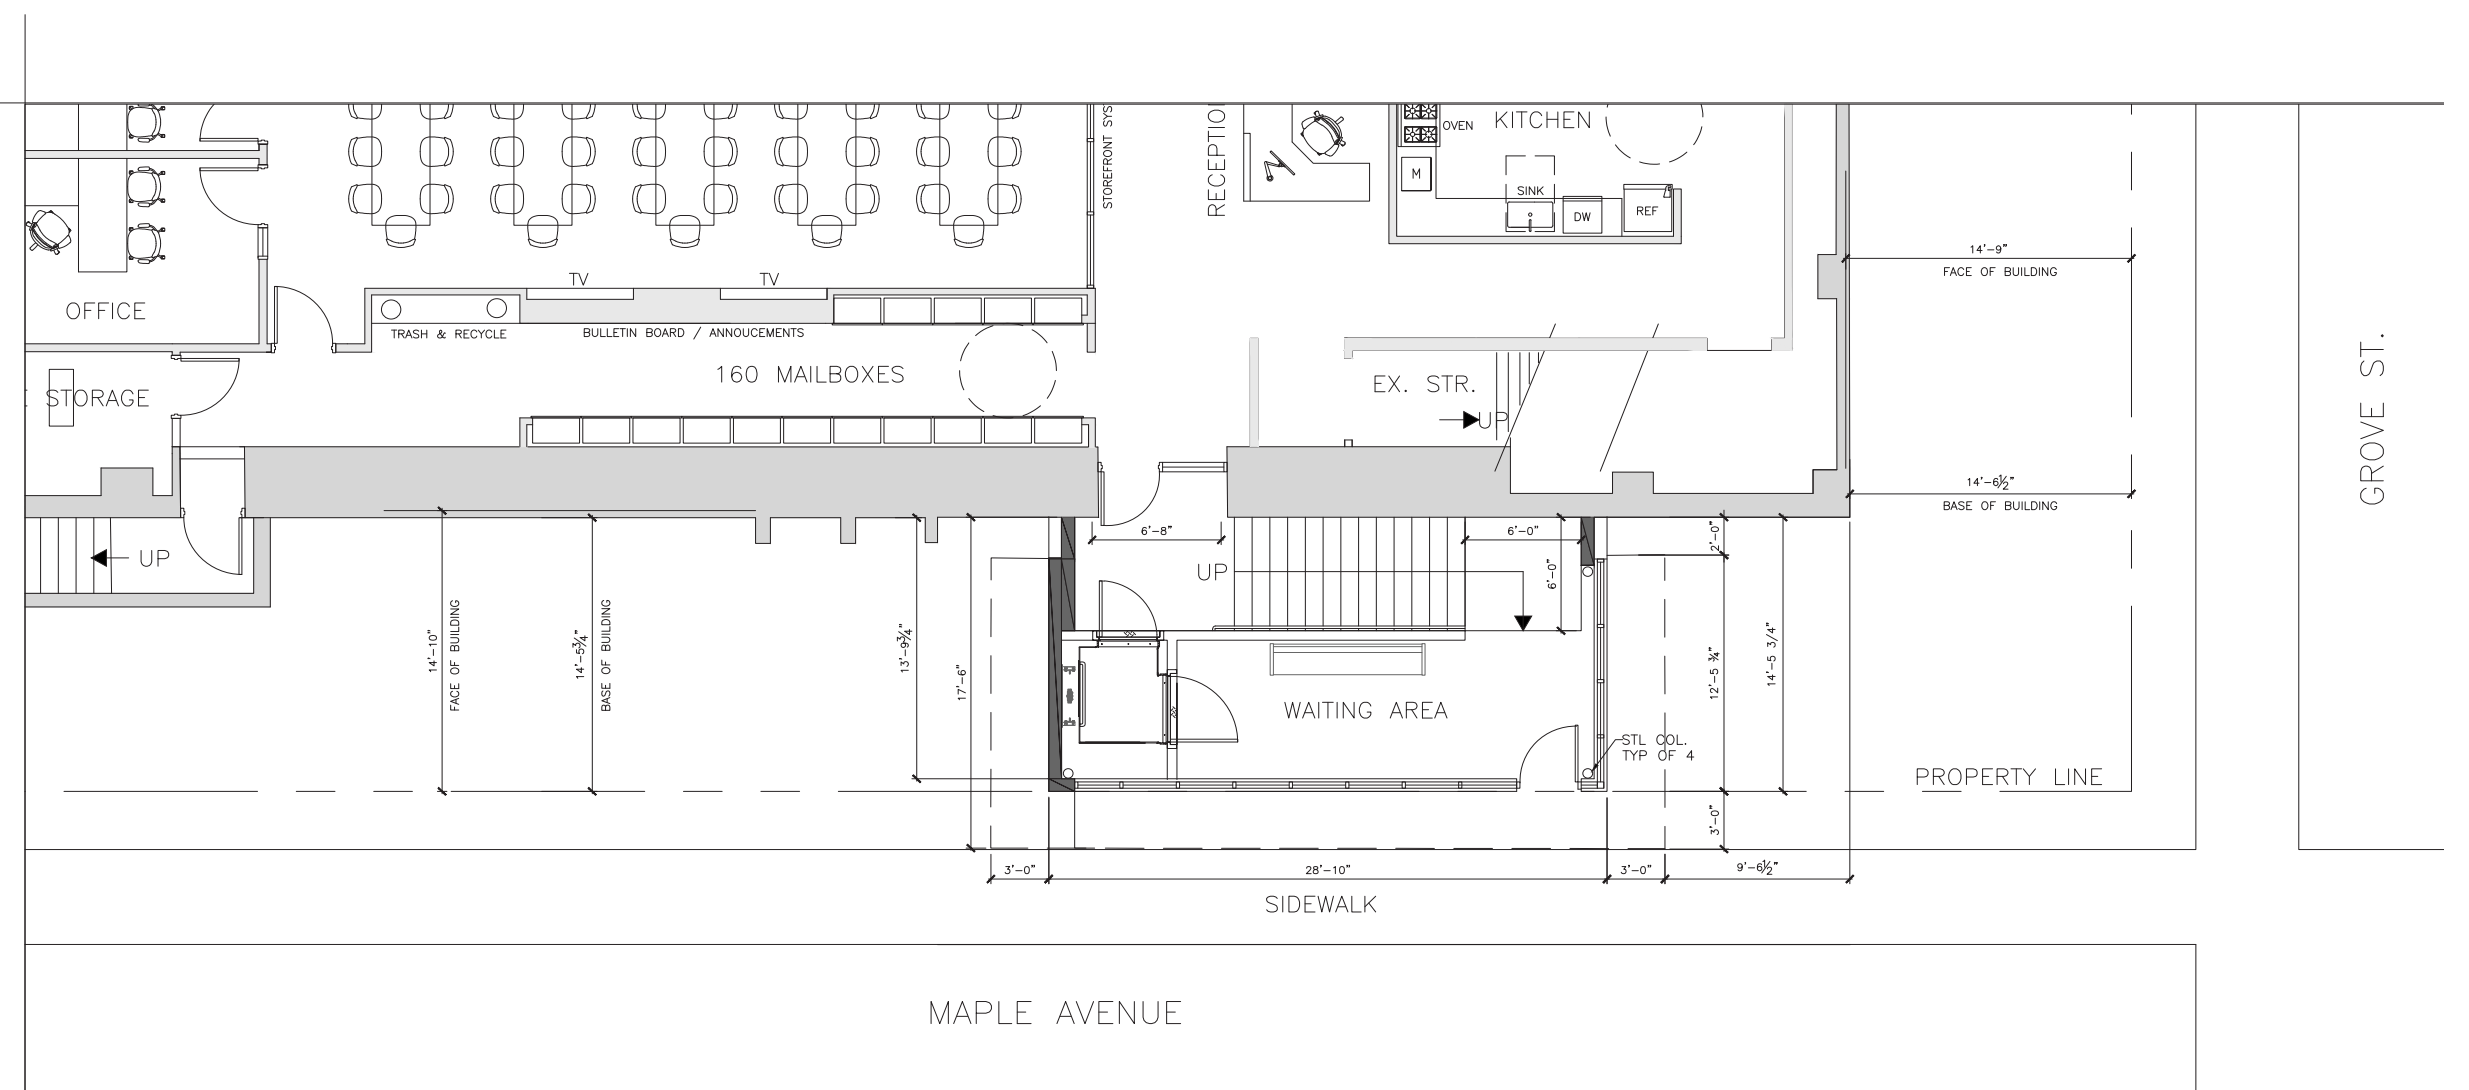 STOREFRONT SYS
RECEPTION
OVEN
KITCHEN
M
SINK
DW
REF
14'-9"
FACE OF BUILDING
TV
TV
OFFICE
TRASH & RECYCLE
BULLETIN BOARD / ANNOUCEMENTS
160 MAILBOXES
EX. STR.
UP
STORAGE
GROVE ST.
14'-6½"
BASE OF BUILDING
UP
6'-8"
6'-0"
2'-0"
UP
6'-0"
14'-10"
FACE OF BUILDING
14'-5¾"
BASE OF BUILDING
13'-9¾"
17'-6"
12'-5 ¾"
14'-5 3/4"
WAITING AREA
STL COL.
TYP OF 4
PROPERTY LINE
3'-0"
3'-0"
28'-10"
3'-0"
9'-6½"
SIDEWALK
MAPLE AVENUE